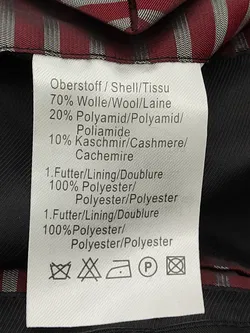 Oberstoff / Shell/Tissu
70% Wolle/Wool/Laine
20% Polyamid/Polyamid/
Poliamide
10% Kaschmir/Cashmere/
Cachemire
1.Futter/Lining/Doublure
100% Polyester/
Polyester/Polyester
1.Futter/Lining/Doublure
100%Polyester/
Polyester/Polyester
P